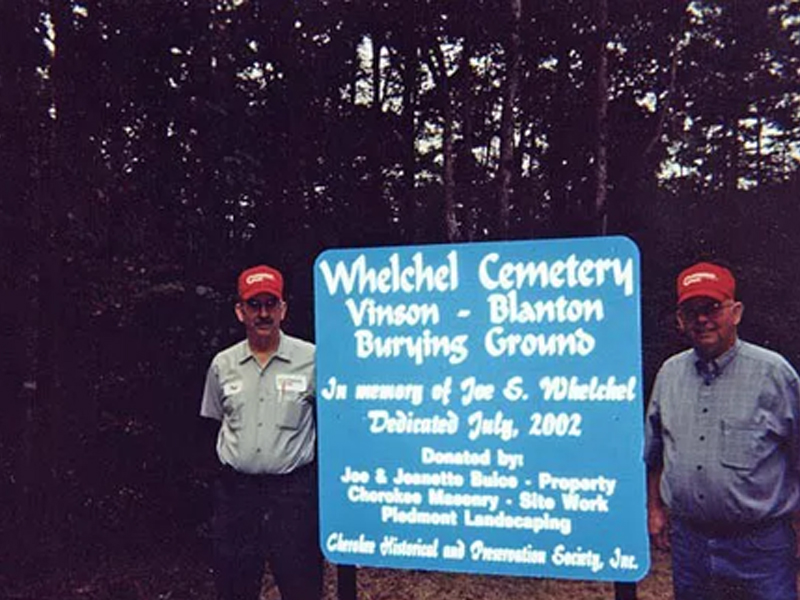 Whelchel Cemetery
Vinson - Blanton
Burying Ground
In memory of Joe S. Whelchel
Dedicated July, 2002
Donated by:
Joe & Jeanette Buice - Property
Cherokee Masonry - Site Work
Piedmont Landscaping
Cherokee Historical and Preservation Society, Inc.